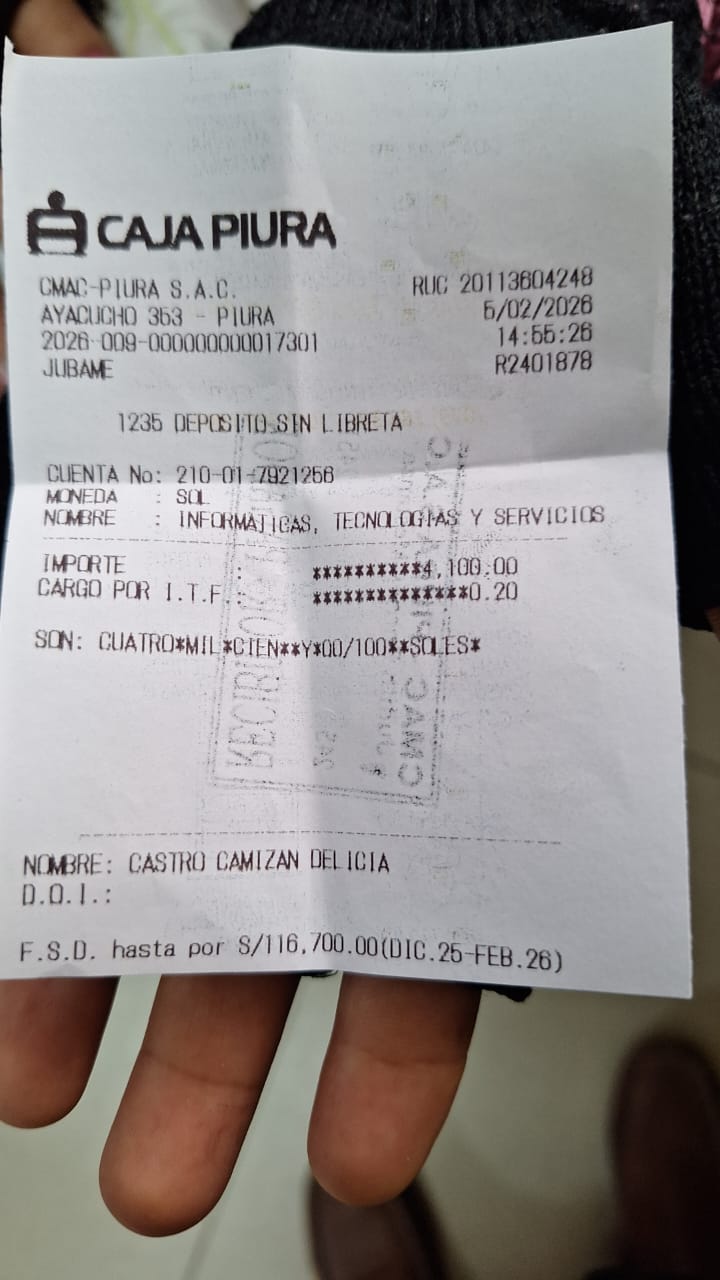 CAJA PIURA
CMAC-PIURA S.A.C. RUC 20113604248
AYACUCHO 353 - PIURA 5/02/2026
2026-009-000000000017301 14:55:26
JUBAME R2401878
1235 DEPOSITO SIN LIBRETA
CUENTA No: 210-01-7921256
MONEDA : SOL
NOMBRE : INFORMATICAS, TECNOLOGIAS Y SERVICIOS
IMPORTE : **********4,100.00
CARGO POR I.T.F.: **************0.20
SON: CUATRO*MIL*CIEN**Y*00/100**SOLES*
NOMBRE: CASTRO CAMIZAN DELICIA
D.O.I.:
F.S.D. hasta por S/116,700.00(DIC.25-FEB.26)